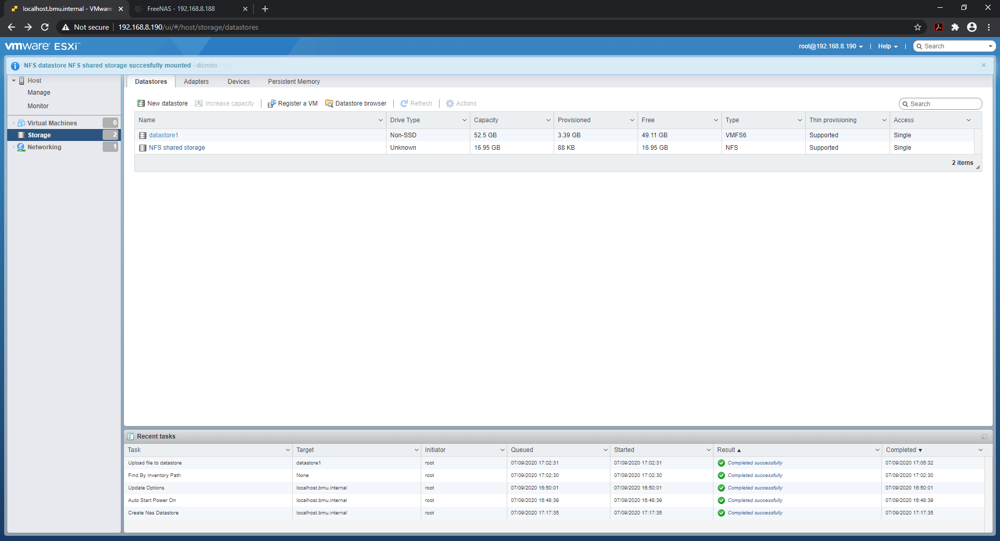 localhost.bmu.internal - VMware
FreeNAS - 192.168.8.188
Not secure
192.168.8.190/ui/#/host/storage/datastores
vmware ESXi™
root@192.168.8.190
Help
Search
NFS datastore NFS shared storage succesfully mounted - dismiss
Host
Manage
Monitor
Virtual Machines 0
Storage 2
Networking 1
Datastores Adapters Devices Persistent Memory
New datastore Increase capacity Register a VM Datastore browser Refresh Actions
Search
Name Drive Type Capacity Provisioned Free Type Thin provisioning Access
datastore1 Non-SSD 52.5 GB 3.39 GB 49.11 GB VMFS6 Supported Single
NFS shared storage Unknown 16.95 GB 88 KB 16.95 GB NFS Supported Single
2 items
Recent tasks
Task Target Initiator Queued Started Result Completed
Upload file to datastore datastore1 root 07/09/2020 17:02:31 07/09/2020 17:02:31 Completed successfully 07/09/2020 17:05:32
Find By Inventory Path None root 07/09/2020 17:02:30 07/09/2020 17:02:30 Completed successfully 07/09/2020 17:02:30
Update Options localhost.bmu.internal root 07/09/2020 16:50:01 07/09/2020 16:50:01 Completed successfully 07/09/2020 16:50:01
Auto Start Power On localhost.bmu.internal root 07/09/2020 16:48:39 07/09/2020 16:48:39 Completed successfully 07/09/2020 16:48:39
Create Nas Datastore localhost.bmu.internal root 07/09/2020 17:17:35 07/09/2020 17:17:35 Completed successfully 07/09/2020 17:17:35